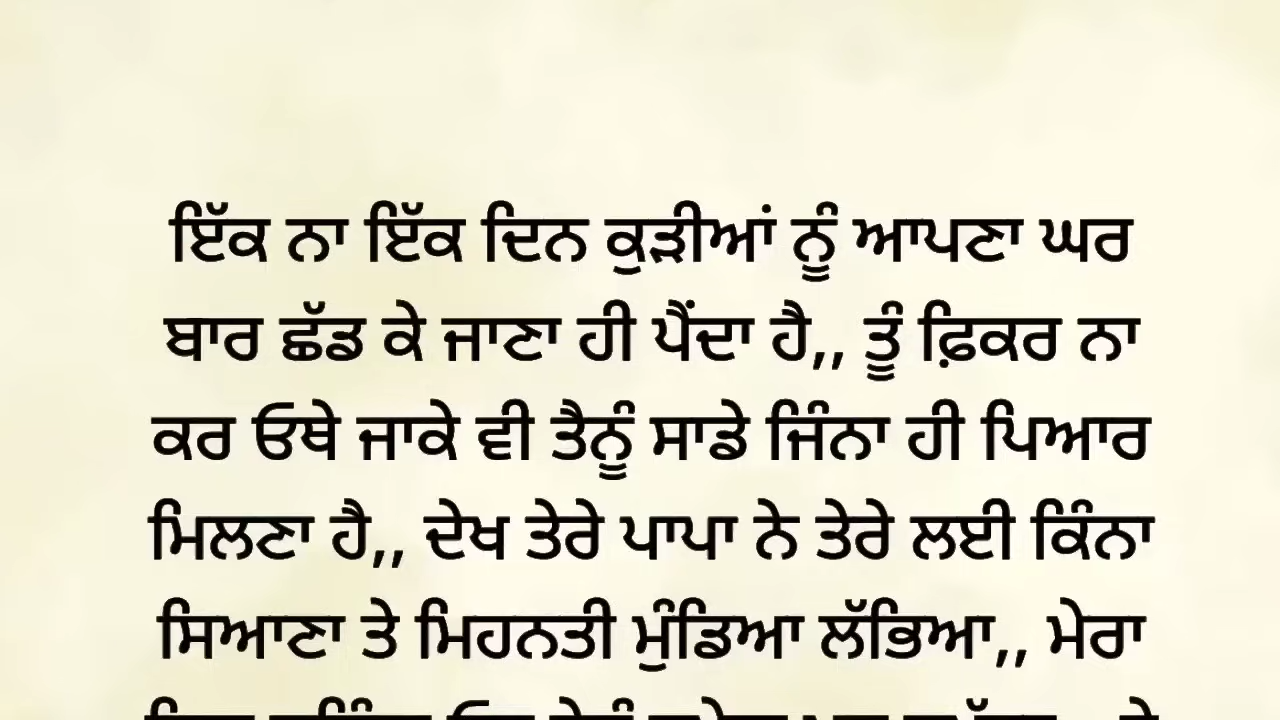 ਇੱਕ ਨਾ ਇੱਕ ਦਿਨ ਕੁੜੀਆਂ ਨੂੰ ਆਪਣਾ ਘਰ
ਬਾਰ ਛੱਡ ਕੇ ਜਾਣਾ ਹੀ ਪੈਂਦਾ ਹੈ,, ਤੂੰ ਫ਼ਿਕਰ ਨਾ
ਕਰ ਓਥੇ ਜਾਕੇ ਵੀ ਤੈਨੂੰ ਸਾਡੇ ਜਿੰਨਾ ਹੀ ਪਿਆਰ
ਮਿਲਣਾ ਹੈ,, ਦੇਖ ਤੇਰੇ ਪਾਪਾ ਨੇ ਤੇਰੇ ਲਈ ਕਿੰਨਾ
ਸਿਆਣਾ ਤੇ ਮਿਹਨਤੀ ਮੁੰਡਿਆ ਲੱਭਿਆ,, ਮੇਰਾ